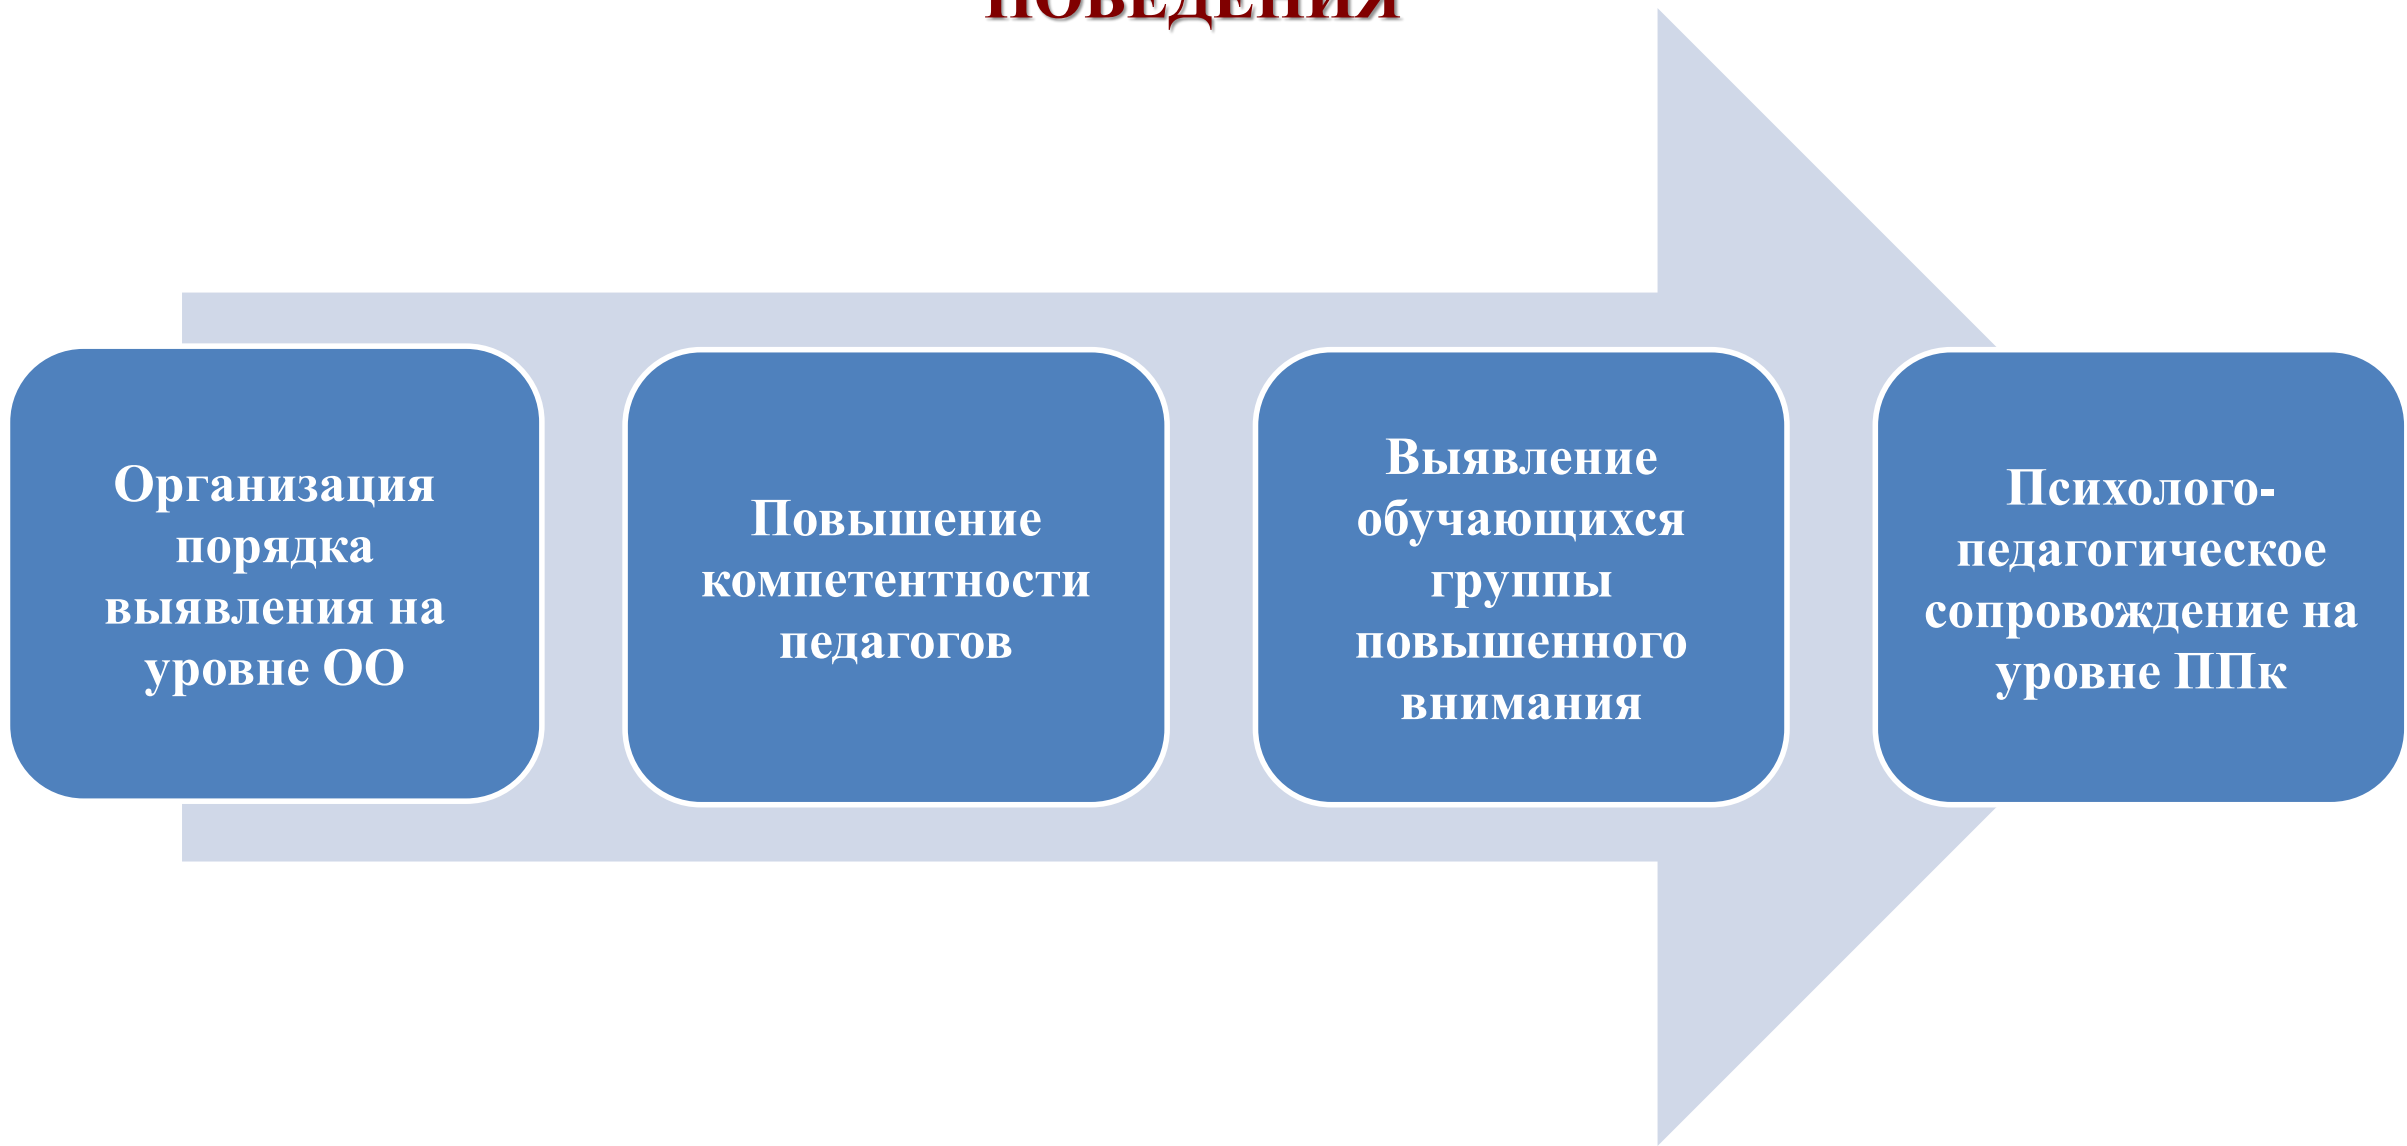 поведения
Организация
порядка
выявления на
уровне ОО
Повышение
компетентности
педагогов
Выявление
обучающихся
группы
повышенного
внимания
Психолого-
педагогическое
сопровождение на
уровне ППк